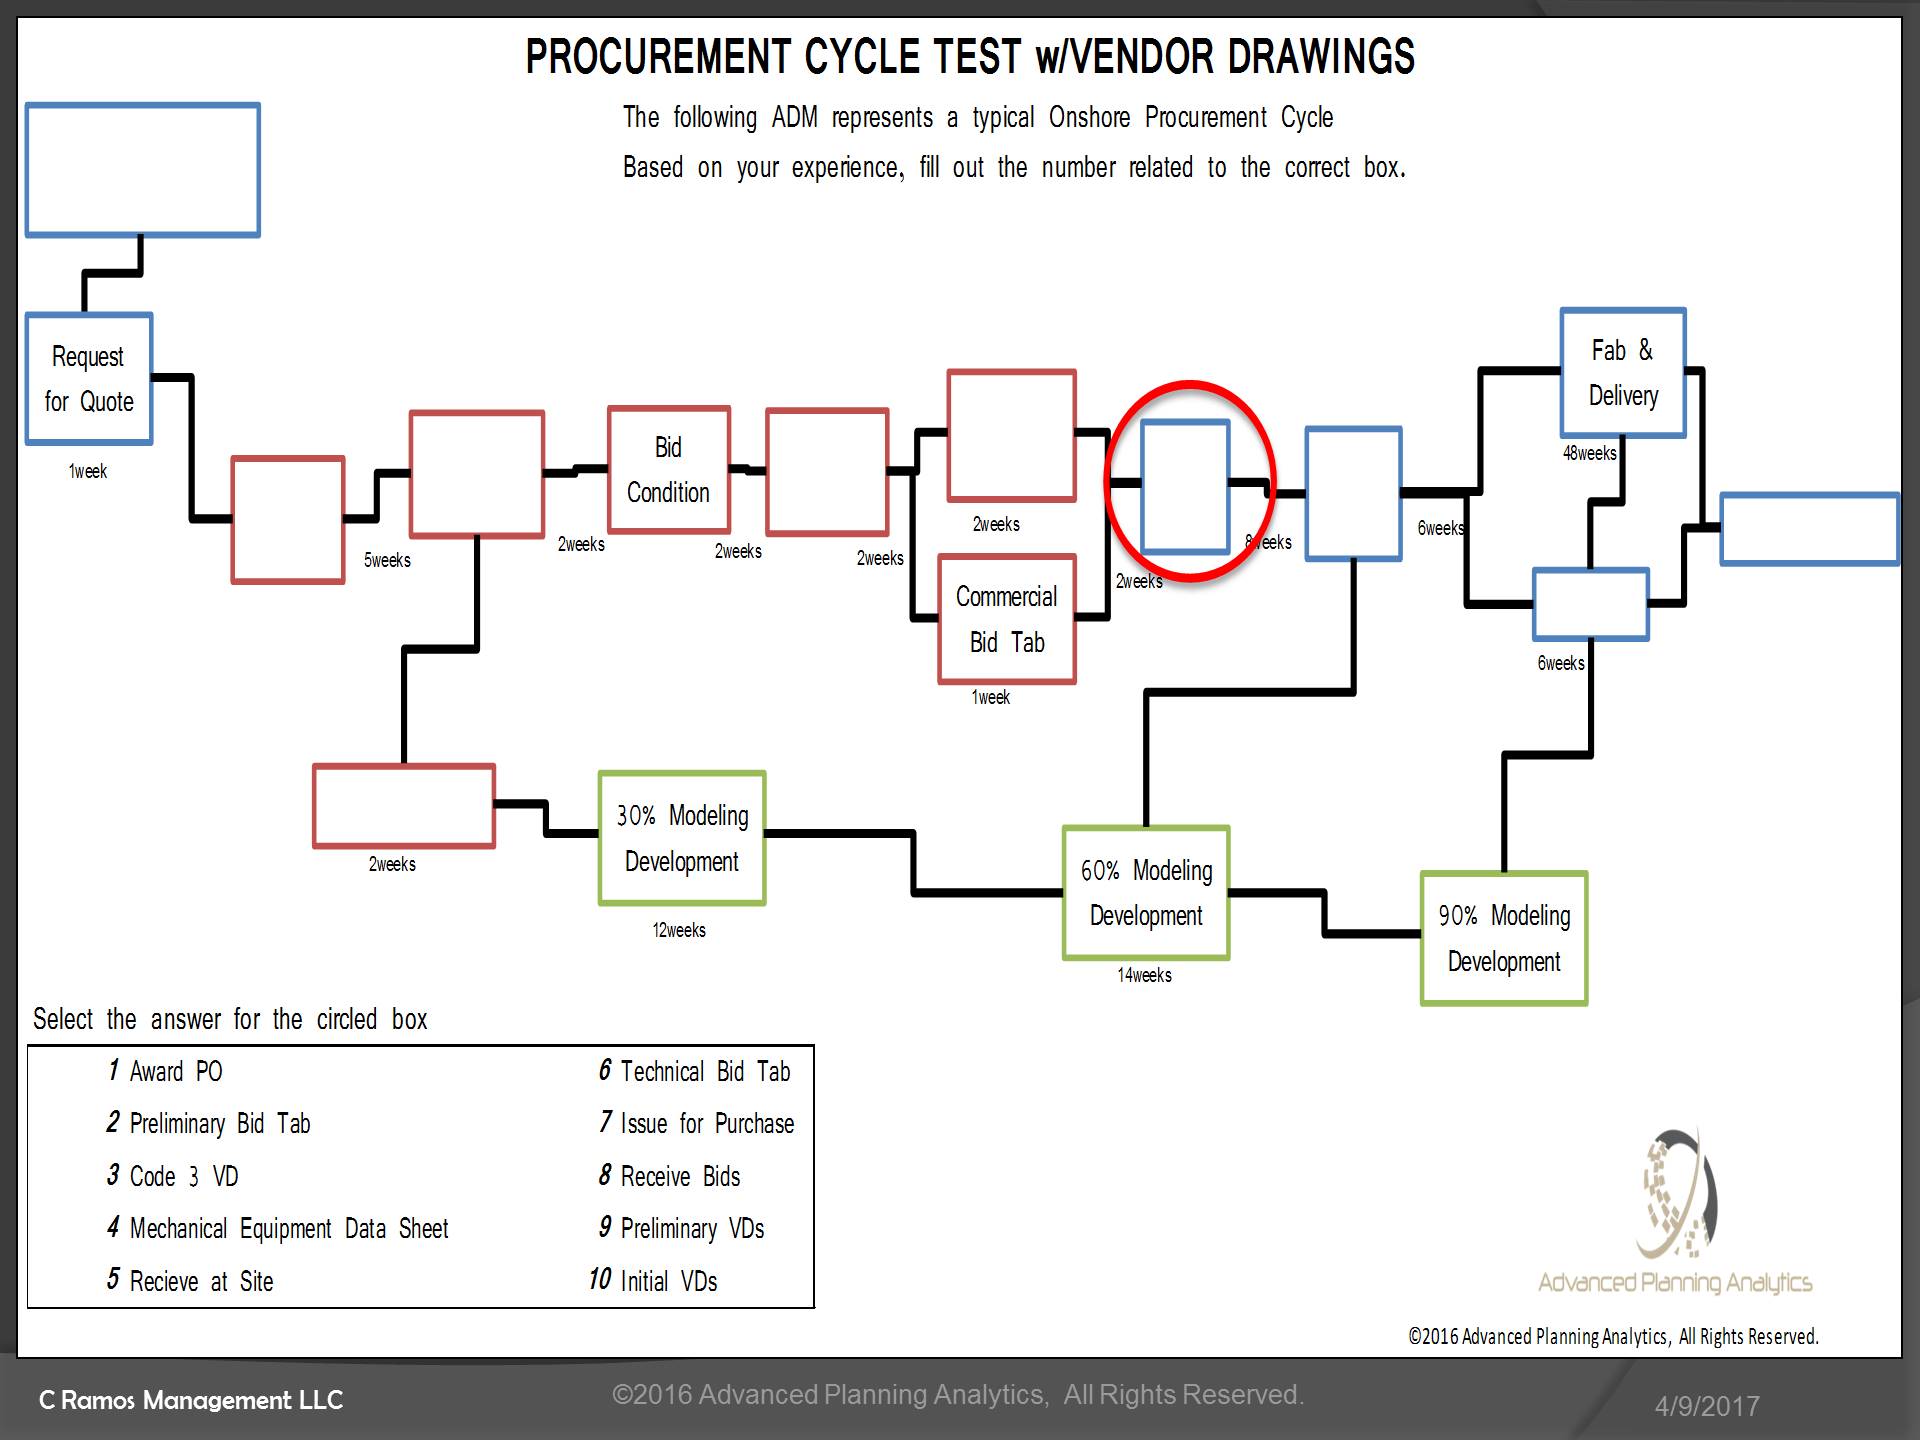 PROCUREMENT CYCLE TEST w/VENDOR DRAWINGS
The following ADM represents a typical Onshore Procurement Cycle
Based on your experience, fill out the number related to the correct box.
Request
for Quote
1week
5weeks
2weeks
Bid
Condition
2weeks
2weeks
2weeks
Commercial
Bid Tab
1week
2weeks
8weeks
6weeks
Fab &
Delivery
48weeks
6weeks
2weeks
30% Modeling
Development
12weeks
60% Modeling
Development
14weeks
90% Modeling
Development
Select the answer for the circled box
1 Award PO
2 Preliminary Bid Tab
3 Code 3 VD
4 Mechanical Equipment Data Sheet
5 Recieve at Site
6 Technical Bid Tab
7 Issue for Purchase
8 Receive Bids
9 Preliminary VDs
10 Initial VDs
Advanced Planning Analytics
©2016 Advanced Planning Analytics, All Rights Reserved.
C Ramos Management LLC
©2016 Advanced Planning Analytics, All Rights Reserved.
4/9/2017